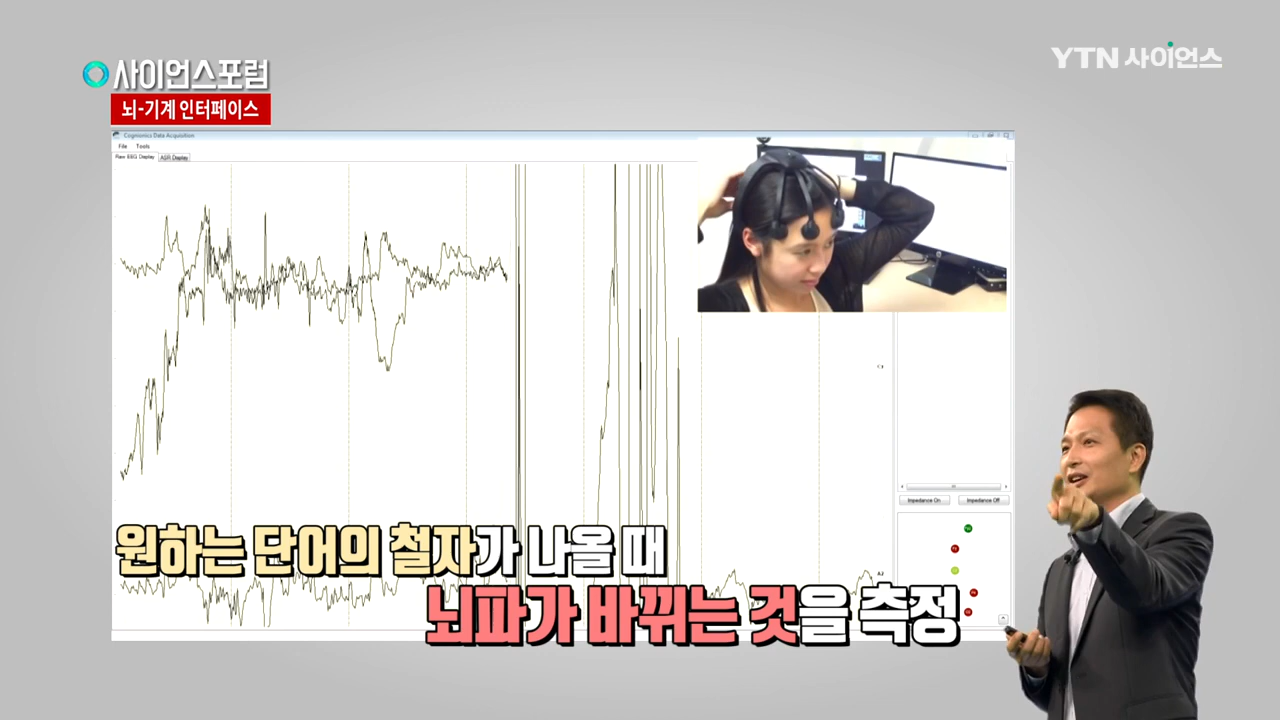 사이언스포럼
YTN 사이언스
뇌-기계 인터페이스
Cogmionics Data Acquisition
File Tools
Raw EEG Display ASR Display
Impedance On Impedance Off
원하는 단어의 철자가 나올 때
A2
뇌파가 바뀌는 것을 측정